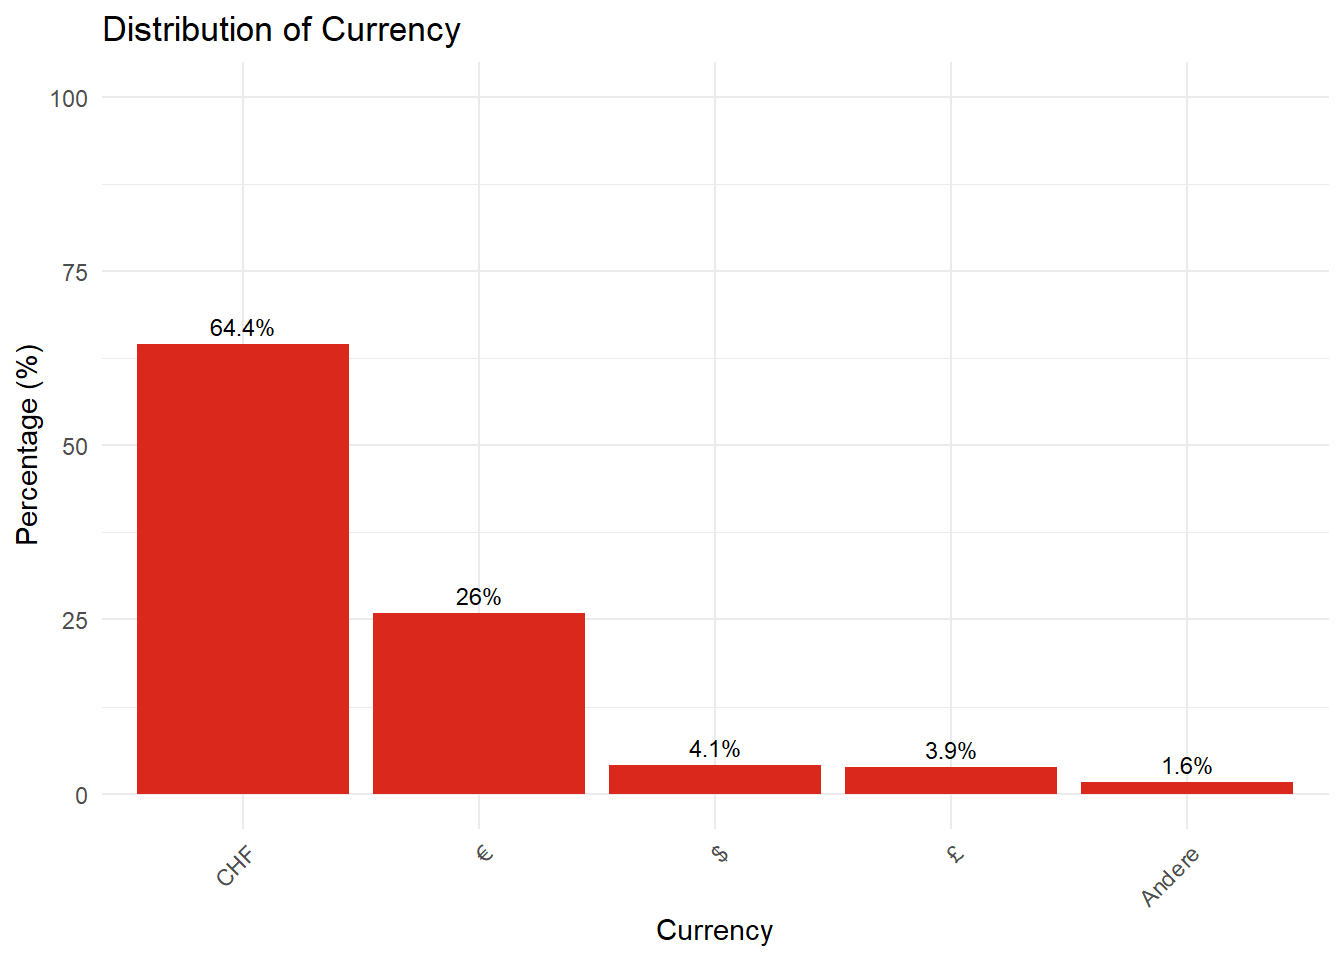 Distribution of Currency
Percentage (%)
100
75
50
25
0
64.4%
26%
4.1%
3.9%
1.6%
CHF
€
$
£
Andere
Currency